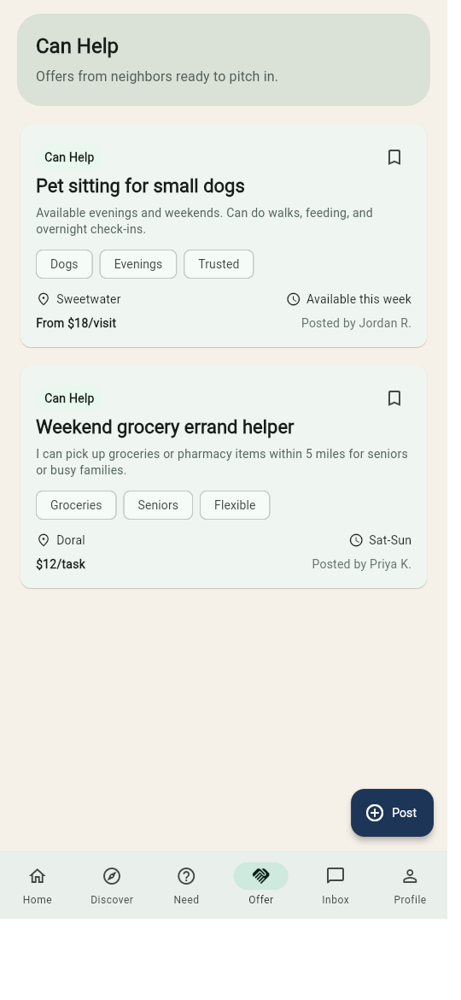 Can Help
Offers from neighbors ready to pitch in.
Can Help
Pet sitting for small dogs
Available evenings and weekends. Can do walks, feeding, and
overnight check-ins.
Dogs Evenings Trusted
Sweetwater Available this week
From $18/visit Posted by Jordan R.
Can Help
Weekend grocery errand helper
I can pick up groceries or pharmacy items within 5 miles for seniors
or busy families.
Groceries Seniors Flexible
Doral Sat-Sun
$12/task Posted by Priya K.
Post
Home Discover Need Offer Inbox Profile